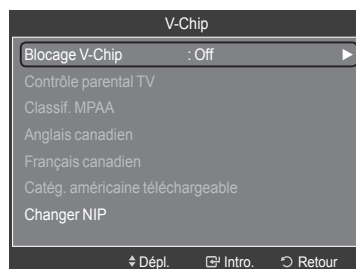 V-Chip
Blocage V-Chip : Off
Contrôle parental TV
Classif. MPAA
Anglais canadien
Français canadien
Catég. américaine téléchargeable
Changer NIP
Dépl. Intro. Retour